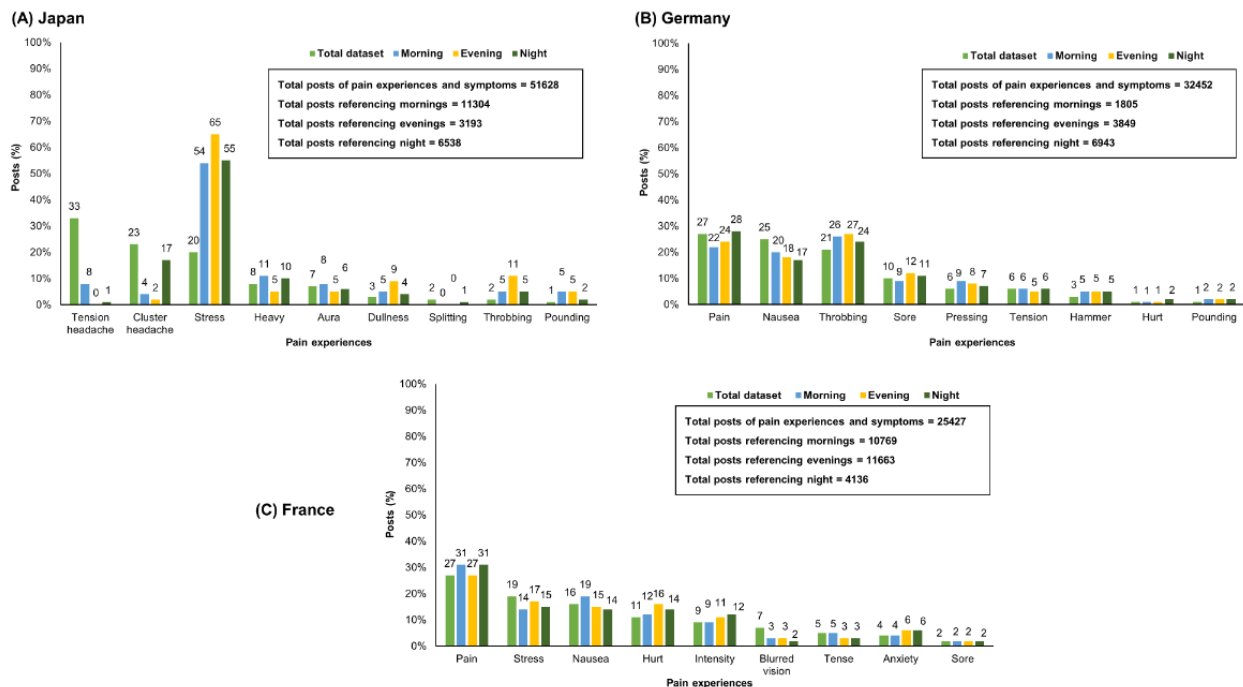 (A) Japan
Total dataset Morning Evening Night
Total posts of pain experiences and symptoms = 51628
Total posts referencing mornings = 11304
Total posts referencing evenings = 3193
Total posts referencing night = 6538
Posts (%)
100%
90%
80%
70%
60%
50%
40%
30%
20%
10%
0%
33 8 0 1
23 4 2 17
20 54 65 55
8 11 5 10
7 8 5 6
3 5 9 4
2 0 0 1
2 5 11 5
1 5 5 2
Tension headache Cluster headache Stress Heavy Aura Dullness Splitting Throbbing Pounding
Pain experiences
(B) Germany
Total dataset Morning Evening Night
Total posts of pain experiences and symptoms = 32452
Total posts referencing mornings = 1805
Total posts referencing evenings = 3849
Total posts referencing night = 6943
Posts (%)
100%
90%
80%
70%
60%
50%
40%
30%
20%
10%
0%
27 22 24 28
25 20 18 17
21 26 27 24
10 9 12 11
6 9 8 7
6 6 5 6
3 5 5 5
1 1 1 2
1 2 2 2
Pain Nausea Throbbing Sore Pressing Tension Hammer Hurt Pounding
Pain experiences
(C) France
Total dataset Morning Evening Night
Total posts of pain experiences and symptoms = 25427
Total posts referencing mornings = 10769
Total posts referencing evenings = 11663
Total posts referencing night = 4136
Posts (%)
100%
90%
80%
70%
60%
50%
40%
30%
20%
10%
0%
27 31 27 31
19 14 17 15
16 19 15 14
11 12 16 14
9 9 11 12
7 3 3 2
5 5 3 3
4 4 6 6
2 2 2 2
Pain Stress Nausea Hurt Intensity Blurred vision Tense Anxiety Sore
Pain experiences